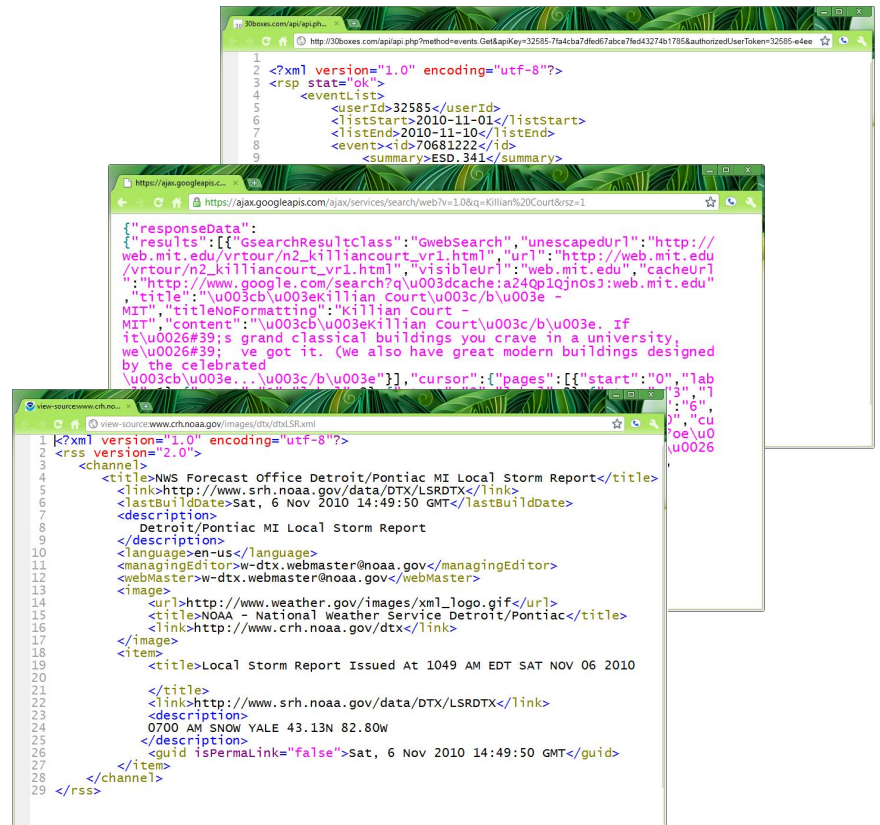 30boxes.com/api/api.ph...
http://30boxes.com/api/api.php?method=events.Get&apiKey=32585-7fa4cba7dfed67abce7fed43274b1785&authorizedUserToken=32585-e4ee
1
2 <?xml version="1.0" encoding="utf-8"?>
3 <rsp stat="ok">
4 <eventList>
5 <userId>32585</userId>
6 <listStart>2010-11-01</listStart>
7 <listEnd>2010-11-10</listEnd>
8 <event><id>70681222</id>
9 <summary>ESD.341</summary>
https://ajax.googleapis.c...
https://ajax.googleapis.com/ajax/services/search/web?v=1.0&q=Killian%20Court&rsz=1
{"responseData":
{"results":[{"GsearchResultClass":"GwebSearch","unescapedUrl":"http://
web.mit.edu/vrtour/n2_killiancourt_vr1.html","url":"http://web.mit.edu
/vrtour/n2_killiancourt_vr1.html","visibleUrl":"web.mit.edu","cacheUrl
":"http://www.google.com/search?q\u003dcache:a24Qp1QjnOsJ:web.mit.edu"
,"title":"\u003cb\u003eKillian Court\u003c/b\u003e -
MIT","titleNoFormatting":"Killian Court -
MIT","content":"\u003cb\u003eKillian Court\u003c/b\u003e. If
it\u0026#39;s grand classical buildings you crave in a university,
we\u0026#39; ve got it. (We also have great modern buildings designed
by the celebrated
\u003cb\u003e...\u003c/b\u003e"}],"cursor":{"pages":[{"start":"0","lab
view-source:www.crh.no...
view-source:www.crh.noaa.gov/images/dtx/dtxLSR.xml
1 <?xml version="1.0" encoding="utf-8"?>
2 <rss version="2.0">
3 <channel>
4 <title>NWS Forecast Office Detroit/Pontiac MI Local Storm Report</title>
5 <link>http://www.srh.noaa.gov/data/DTX/LSRDTX</link>
6 <lastBuildDate>Sat, 6 Nov 2010 14:49:50 GMT</lastBuildDate>
7 <description>
8 Detroit/Pontiac MI Local Storm Report
9 </description>
10 <language>en-us</language>
11 <managingEditor>w-dtx.webmaster@noaa.gov</managingEditor>
12 <webMaster>w-dtx.webmaster@noaa.gov</webMaster>
13 <image>
14 <url>http://www.weather.gov/images/xml_logo.gif</url>
15 <title>NOAA - National Weather Service Detroit/Pontiac</title>
16 <link>http://www.crh.noaa.gov/dtx</link>
17 </image>
18 <item>
19 <title>Local Storm Report Issued At 1049 AM EDT SAT NOV 06 2010
20
21 </title>
22 <link>http://www.srh.noaa.gov/data/DTX/LSRDTX</link>
23 <description>
24 0700 AM SNOW YALE 43.13N 82.80W
25 </description>
26 <guid isPermaLink="false">Sat, 6 Nov 2010 14:49:50 GMT</guid>
27 </item>
28 </channel>
29 </rss>